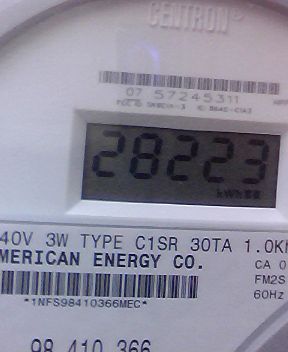 CENTRON®
07 57245311
28223
kWh
40V 3W TYPE C1SR 30TA 1.0K
MERICAN ENERGY CO.
CA 0
FM2S
60Hz
*1NFS98410366MEC*
98 410 366